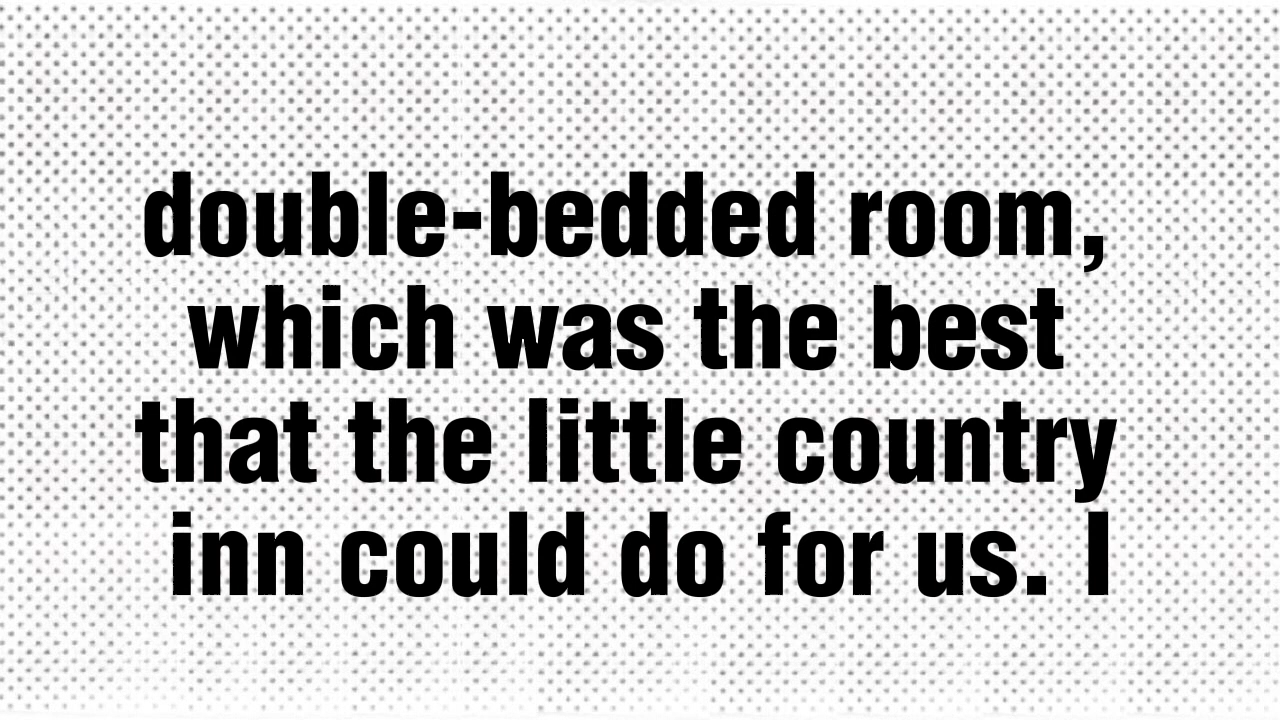 double-bedded room,
which was the best
that the little country
inn could do for us. I